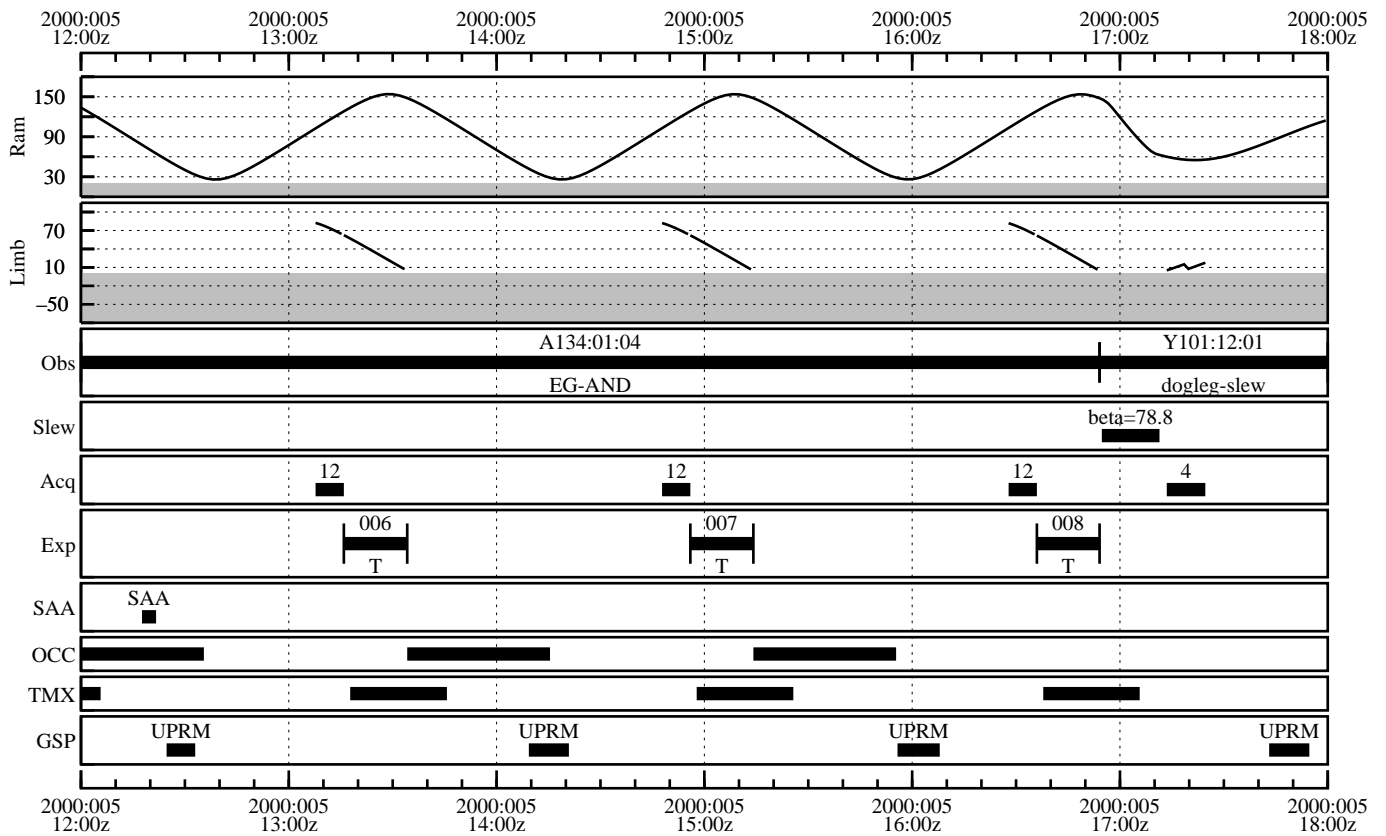 2000:005 2000:005 2000:005 2000:005 2000:005 2000:005 2000:005
12:00z 13:00z 14:00z 15:00z 16:00z 17:00z 18:00z
Ram
150
90
30
Limb
70
10
−50
Obs
A134:01:04 Y101:12:01
EG-AND dogleg-slew
Slew
beta=78.8
Acq
12 12 12 4
Exp
006 007 008
T T T
SAA
SAA
OCC
TMX
GSP
UPRM UPRM UPRM UPRM
2000:005 2000:005 2000:005 2000:005 2000:005 2000:005 2000:005
12:00z 13:00z 14:00z 15:00z 16:00z 17:00z 18:00z